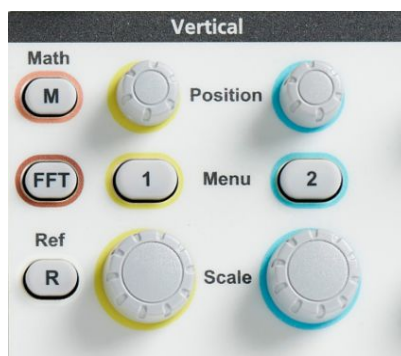 Vertical
Math
M
Position
FFT
1
Menu
2
Ref
R
Scale